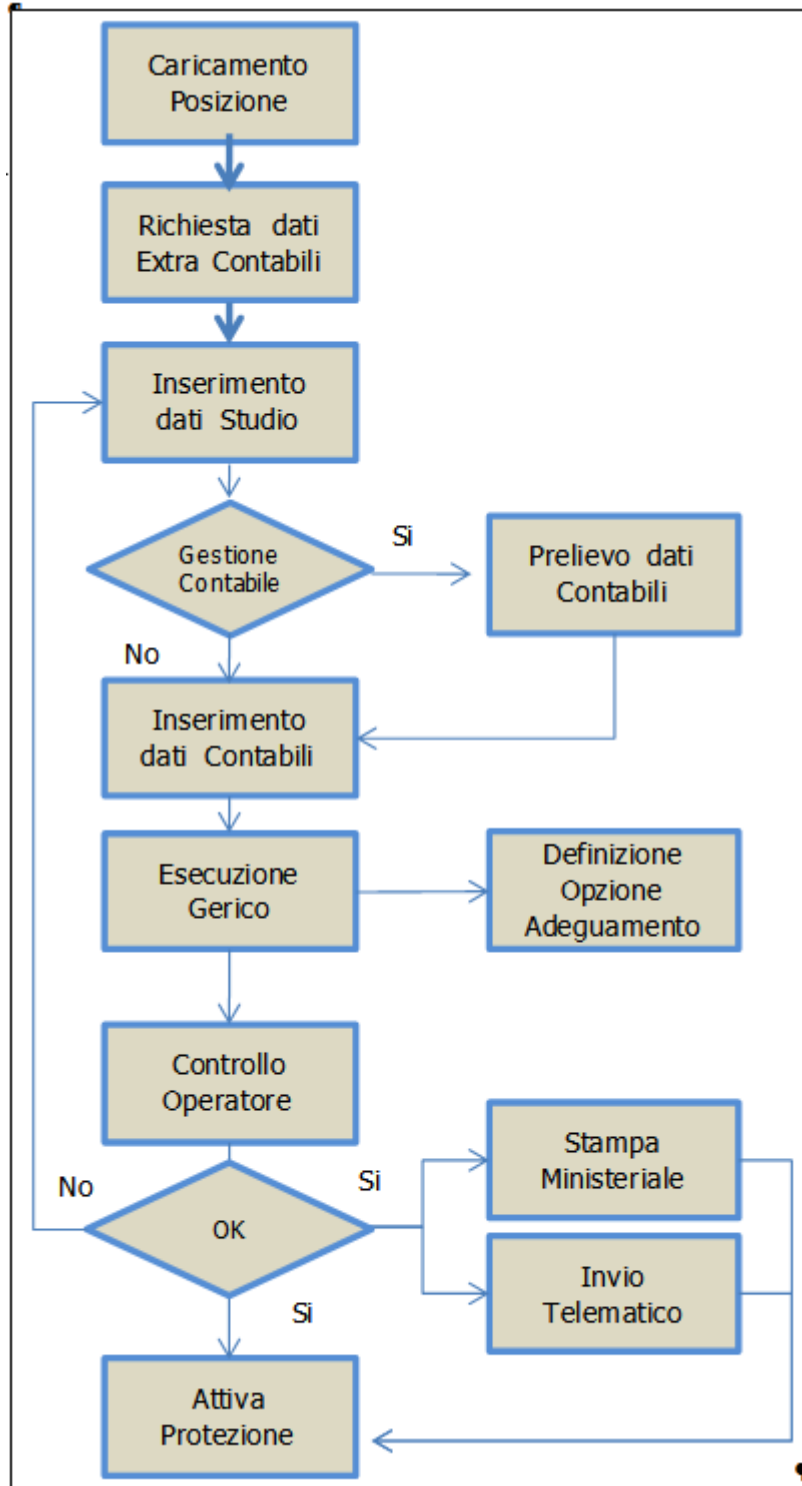 Caricamento
Posizione
Richiesta dati
Extra Contabili
Inserimento
dati Studio
Gestione
Contabile
Si
Prelievo dati
Contabili
No
Inserimento
dati Contabili
Esecuzione
Gerico
Definizione
Opzione
Adeguamento
Controllo
Operatore
No
OK
Si
Stampa
Ministeriale
Invio
Telematico
Si
Attiva
Protezione